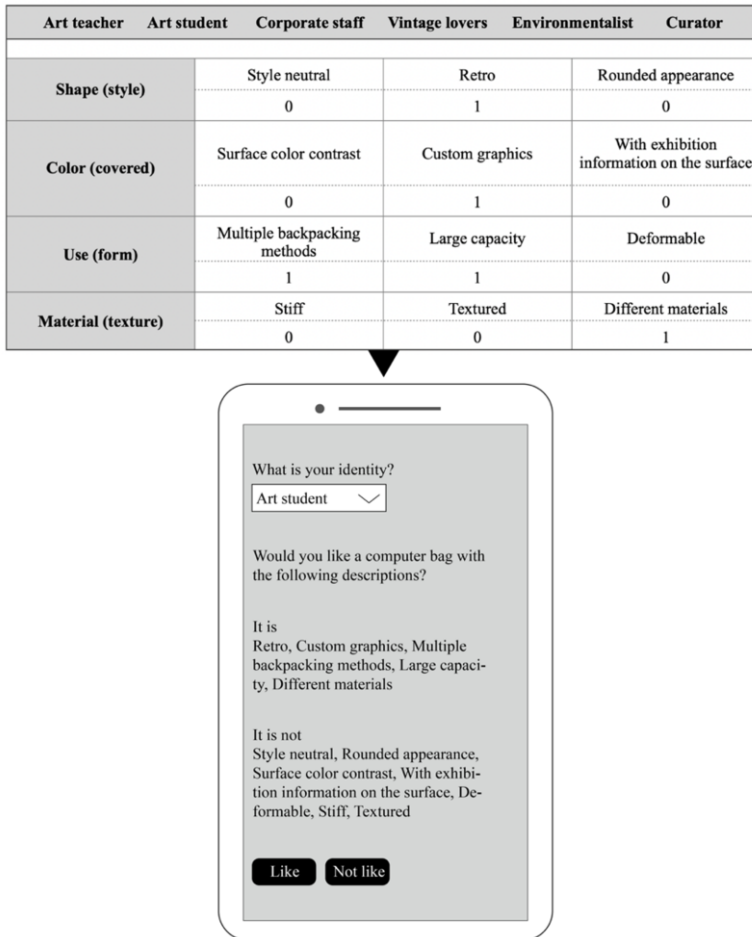 Art teacher Art student Corporate staff Vintage lovers Environmentalist Curator
Shape (style)
Style neutral Retro Rounded appearance
0 1 0
Color (covered)
Surface color contrast Custom graphics With exhibition
information on the surface
0 1 0
Use (form)
Multiple backpacking
methods Large capacity Deformable
1 1 0
Material (texture)
Stiff Textured Different materials
0 0 1
What is your identity?
Art student
Would you like a computer bag with
the following descriptions?
It is
Retro, Custom graphics, Multiple
backpacking methods, Large capaci-
ty, Different materials
It is not
Style neutral, Rounded appearance,
Surface color contrast, With exhibi-
tion information on the surface, De-
formable, Stiff, Textured
Like Not like